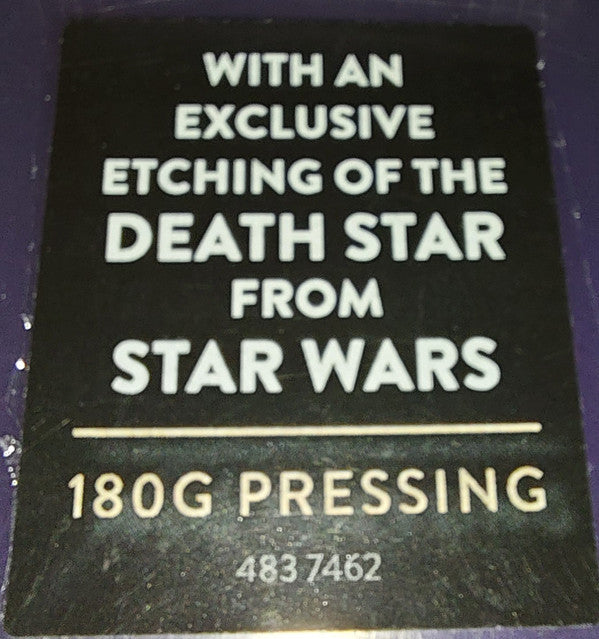 WITH AN
EXCLUSIVE
ETCHING OF THE
DEATH STAR
FROM
STAR WARS
180G PRESSING
483 7462